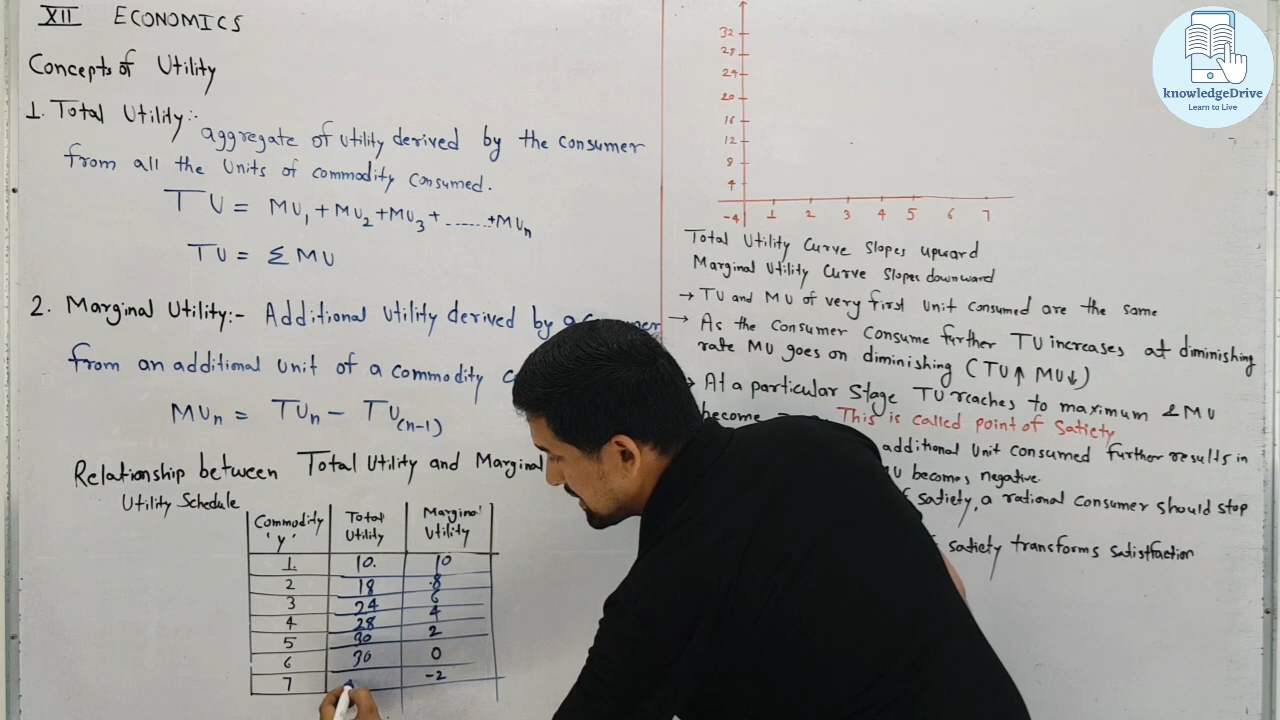 XII ECONOMICS
Concepts of Utility
1. Total Utility:-
aggregate of utility derived by the consumer
from all the units of commodity consumed.
TU = MU1 + MU2 + MU3 + ....... + MUn
TU = Σ MU
2. Marginal Utility:- Additional utility derived by a
from an additional unit of a commodity
MUn = TUn - TU(n-1)
Relationship between Total Utility and Marginal
Utility Schedule
Commodity 'y' Total Utility Marginal Utility
1. 10. 10
2 18 8
3 24 6
4 28 4
5 30 2
6 30 0
7 -2
32
28
24
20
16
12
8
4
-4 1 2 3 4 5 6 7
Total Utility Curve slopes upward
Marginal Utility Curve slopes downward
→ TU and MU of very first unit consumed are the same
→ As the consumer consume further TU increases at diminishing
rate MU goes on diminishing (TU↑ MU↓)
→ At a particular stage TU reaches to maximum & MU
become This is called point of Satiety
additional unit consumed further results in
MU becomes negative.
of satiety, a rational consumer should stop
satiety transforms satisfaction
knowledgeDrive
Learn to Live